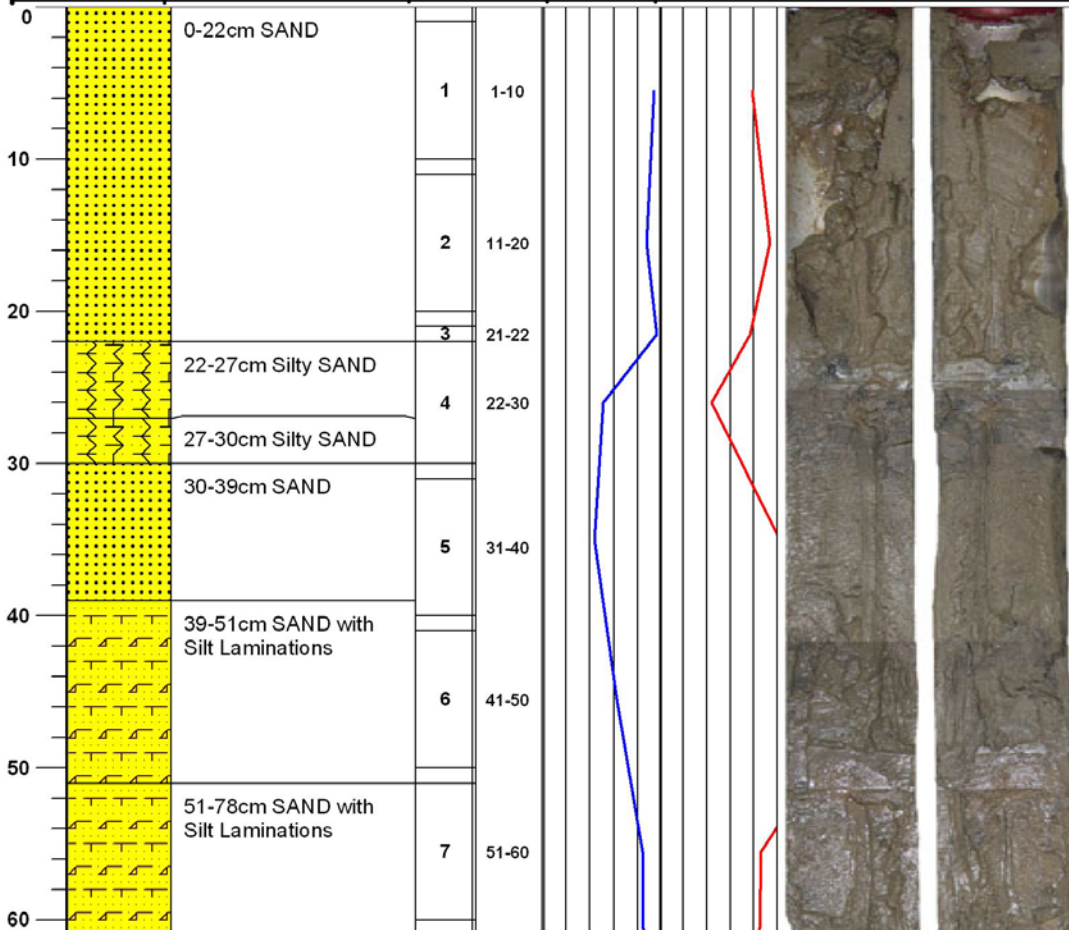 0
10
20
30
40
50
60
0-22cm SAND
22-27cm Silty SAND
27-30cm Silty SAND
30-39cm SAND
39-51cm SAND with
Silt Laminations
51-78cm SAND with
Silt Laminations
1 1-10
2 11-20
3 21-22
4 22-30
5 31-40
6 41-50
7 51-60